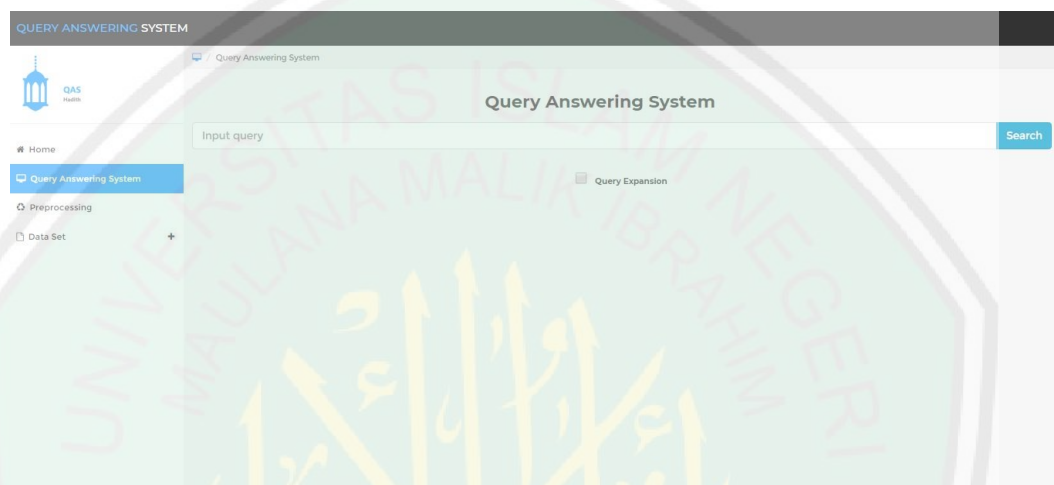 QUERY ANSWERING SYSTEM
/ Query Answering System
QAS
Hadith
Query Answering System
Input query
Search
Home
Query Answering System
Query Expansion
Preprocessing
Data Set +
UNIVERSITAS ISLAM NEGERI
MAULANA MALIK IBRAHIM